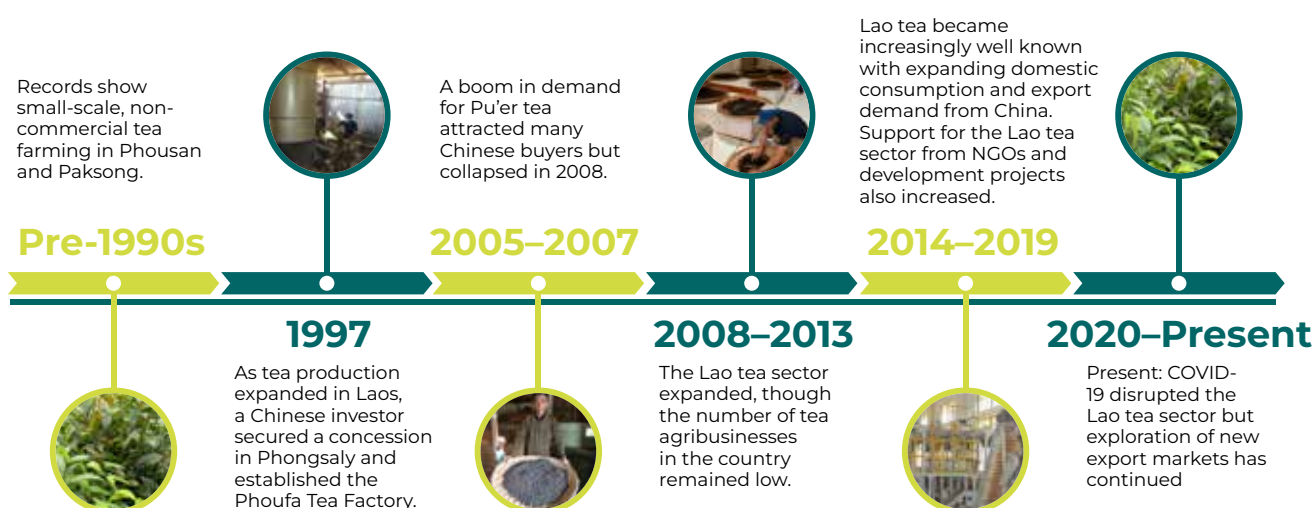 Records show
small-scale, non-
commercial tea
farming in Phousan
and Paksong.
Pre-1990s
1997
As tea production
expanded in Laos,
a Chinese investor
secured a concession
in Phongsaly and
established the
Phoufa Tea Factory.
A boom in demand
for Pu'er tea
attracted many
Chinese buyers but
collapsed in 2008.
2005–2007
2008–2013
The Lao tea sector
expanded, though
the number of tea
agribusinesses
in the country
remained low.
Lao tea became
increasingly well known
with expanding domestic
consumption and export
demand from China.
Support for the Lao tea
sector from NGOs and
development projects
also increased.
2014–2019
2020–Present
Present: COVID-
19 disrupted the
Lao tea sector but
exploration of new
export markets has
continued